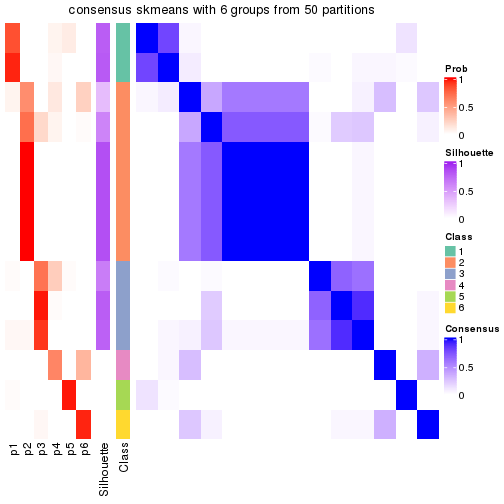 consensus skmeans with 6 groups from 50 partitions
Prob
1
0.5
0
Silhouette
1
0.5
0
Class
1
2
3
4
5
6
Consensus
1
0.5
0
p1
p2
p3
p4
p5
p6
Silhouette
Class